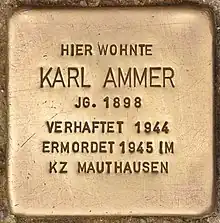 HIER WOHNTE
KARL AMMER
JG. 1898
VERHAFTET 1944
ERMORDET 1945 IM
KZ MAUTHAUSEN